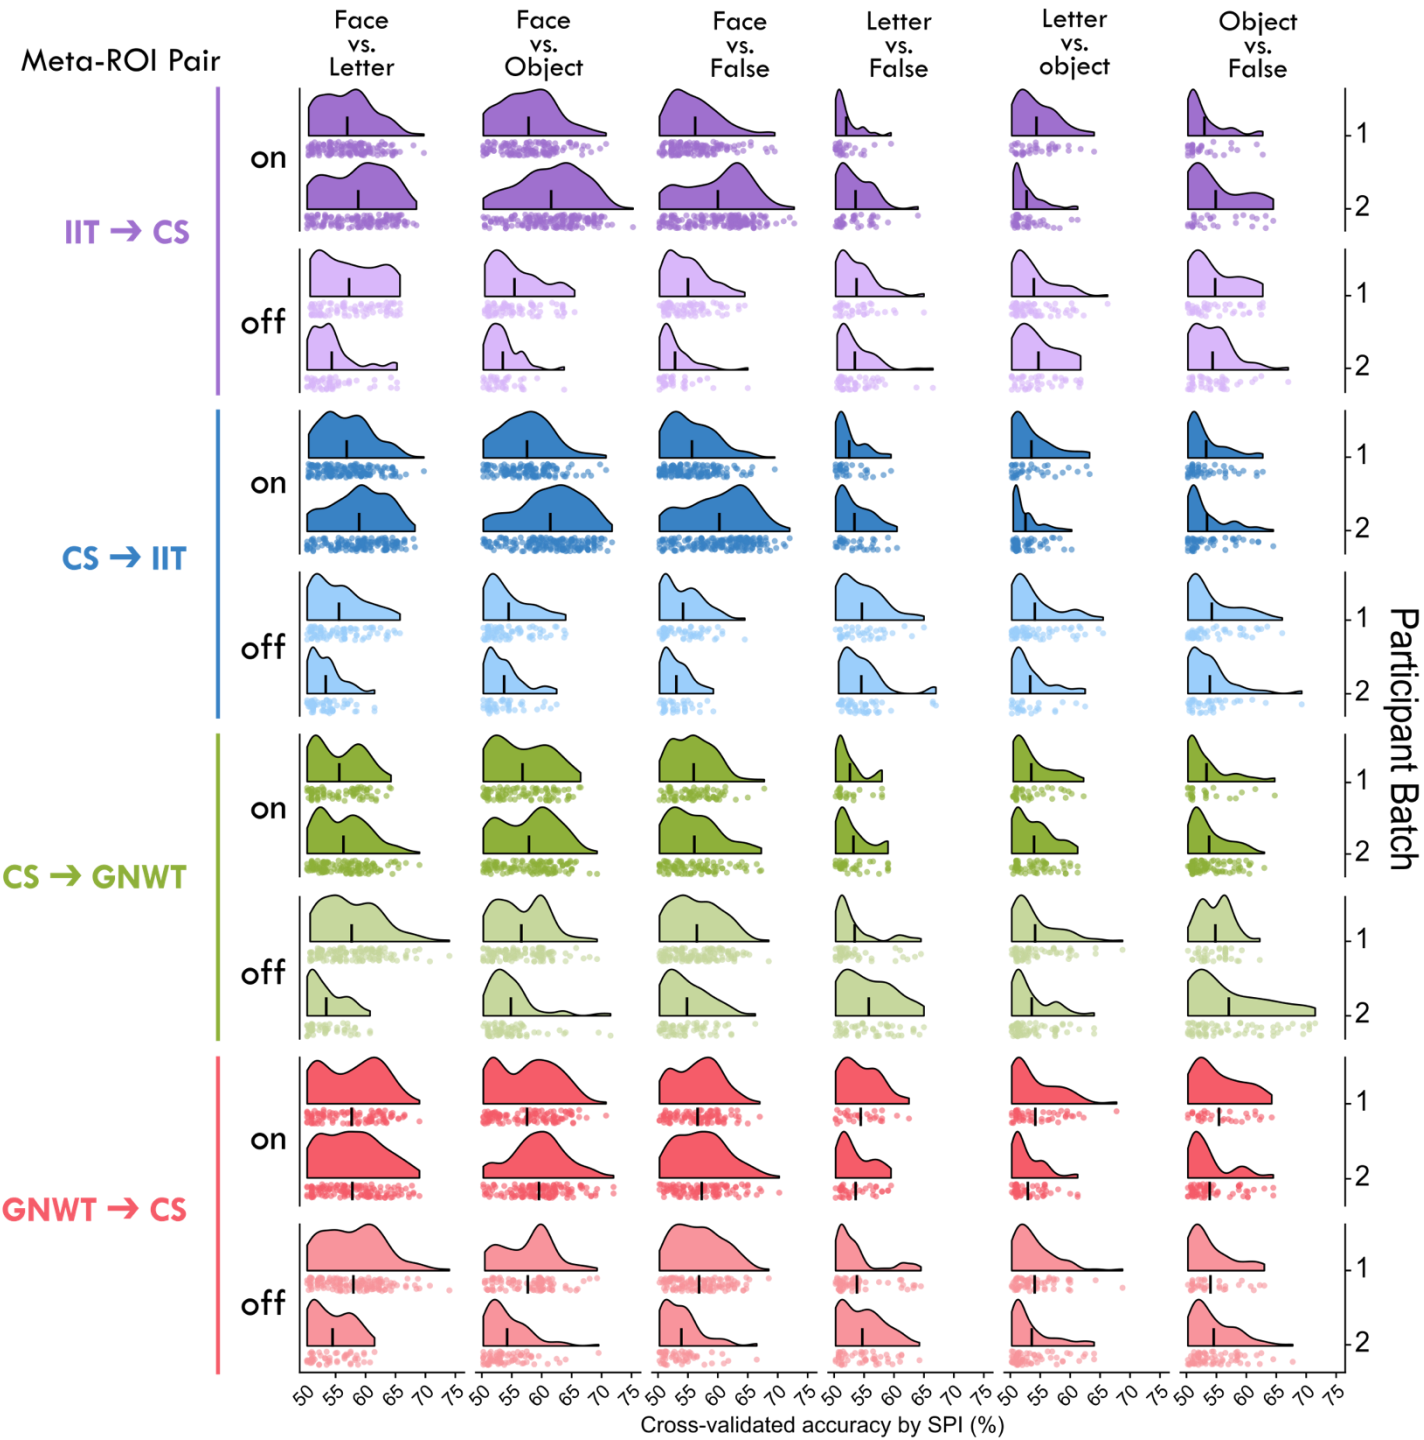 Meta-ROI Pair
Face
vs.
Letter
Face
vs.
Object
Face
vs.
False
Letter
vs.
False
Letter
vs.
object
Object
vs.
False
IIT → CS
on
1
2
off
1
2
CS → IIT
on
1
2
off
1
2
CS → GNWT
on
1
2
off
1
2
GNWT → CS
on
1
2
off
1
2
Participant Batch
50 55 60 65 70 75
50 55 60 65 70 75
50 55 60 65 70 75
50 55 60 65 70 75
50 55 60 65 70 75
50 55 60 65 70 75
Cross-validated accuracy by SPI (%)